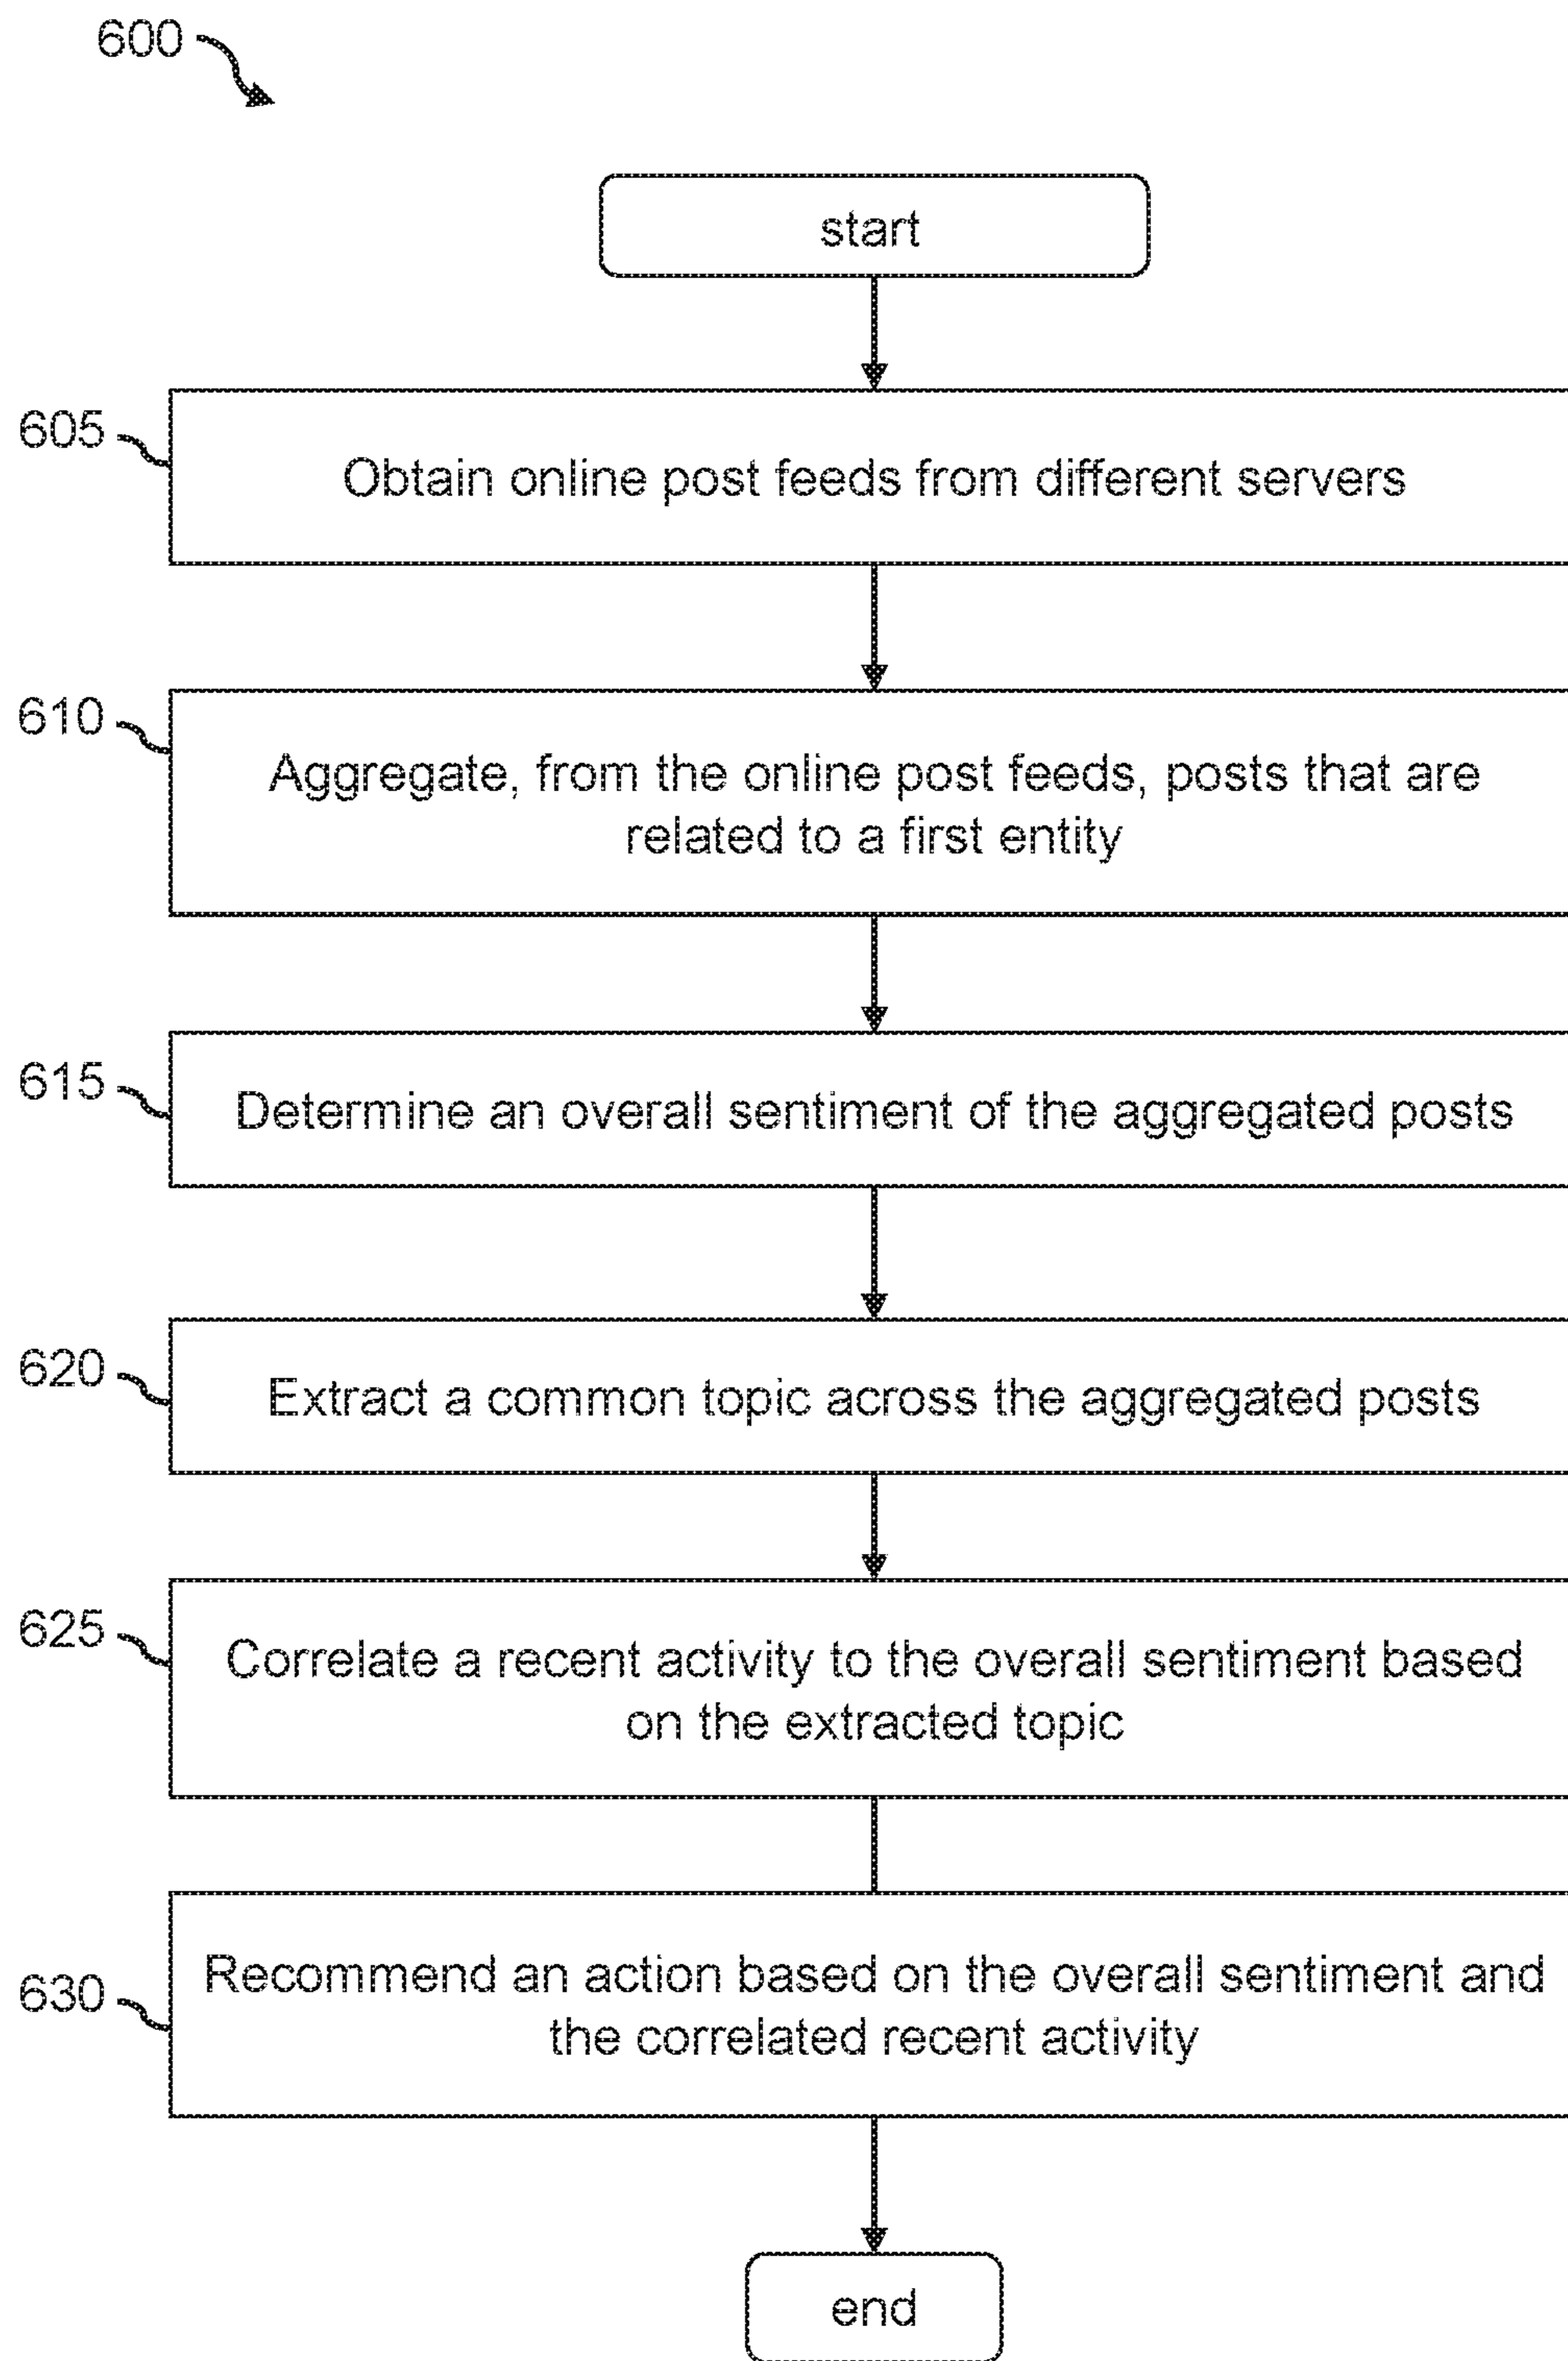 600
start
605
Obtain online post feeds from different servers
610
Aggregate, from the online post feeds, posts that are
related to a first entity
615
Determine an overall sentiment of the aggregated posts
620
Extract a common topic across the aggregated posts
625
Correlate a recent activity to the overall sentiment based
on the extracted topic
630
Recommend an action based on the overall sentiment and
the correlated recent activity
end